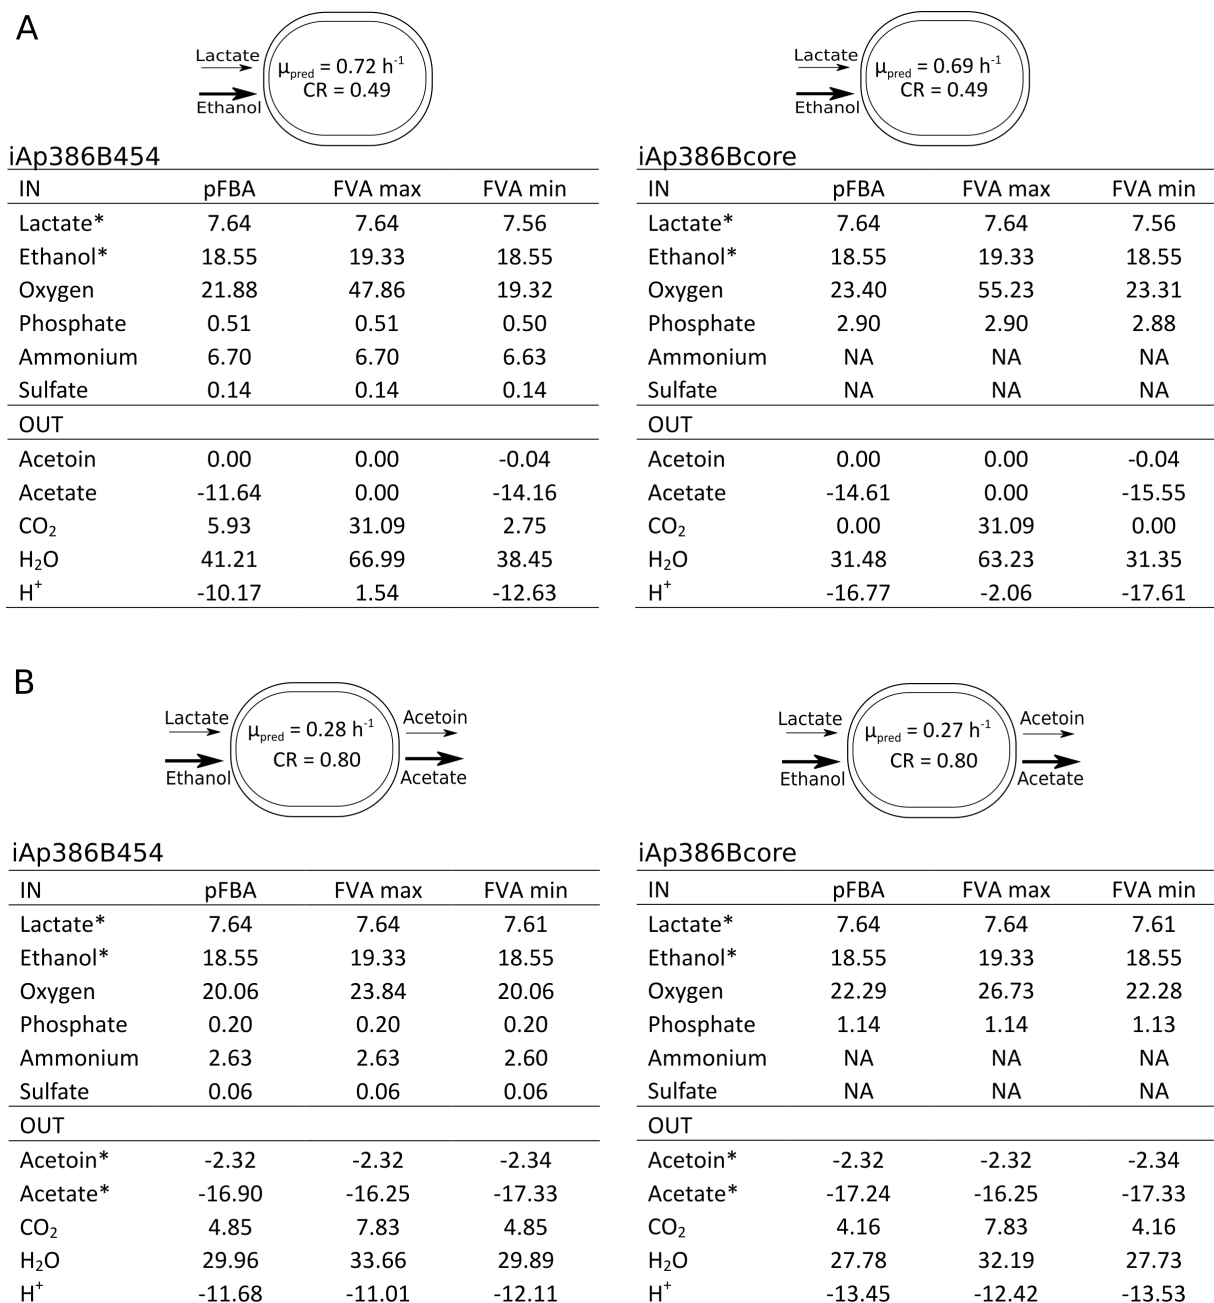 A
Lactate
Ethanol
μpred = 0.72 h-1
CR = 0.49
Lactate
Ethanol
μpred = 0.69 h-1
CR = 0.49
iAp386B454
IN pFBA FVA max FVA min
Lactate* 7.64 7.64 7.56
Ethanol* 18.55 19.33 18.55
Oxygen 21.88 47.86 19.32
Phosphate 0.51 0.51 0.50
Ammonium 6.70 6.70 6.63
Sulfate 0.14 0.14 0.14
OUT
Acetoin 0.00 0.00 -0.04
Acetate -11.64 0.00 -14.16
CO2 5.93 31.09 2.75
H2O 41.21 66.99 38.45
H+ -10.17 1.54 -12.63
iAp386Bcore
IN pFBA FVA max FVA min
Lactate* 7.64 7.64 7.56
Ethanol* 18.55 19.33 18.55
Oxygen 23.40 55.23 23.31
Phosphate 2.90 2.90 2.88
Ammonium NA NA NA
Sulfate NA NA NA
OUT
Acetoin 0.00 0.00 -0.04
Acetate -14.61 0.00 -15.55
CO2 0.00 31.09 0.00
H2O 31.48 63.23 31.35
H+ -16.77 -2.06 -17.61
B
Lactate
Ethanol
μpred = 0.28 h-1
CR = 0.80
Acetoin
Acetate
Lactate
Ethanol
μpred = 0.27 h-1
CR = 0.80
Acetoin
Acetate
iAp386B454
IN pFBA FVA max FVA min
Lactate* 7.64 7.64 7.61
Ethanol* 18.55 19.33 18.55
Oxygen 20.06 23.84 20.06
Phosphate 0.20 0.20 0.20
Ammonium 2.63 2.63 2.60
Sulfate 0.06 0.06 0.06
OUT
Acetoin* -2.32 -2.32 -2.34
Acetate* -16.90 -16.25 -17.33
CO2 4.85 7.83 4.85
H2O 29.96 33.66 29.89
H+ -11.68 -11.01 -12.11
iAp386Bcore
IN pFBA FVA max FVA min
Lactate* 7.64 7.64 7.61
Ethanol* 18.55 19.33 18.55
Oxygen 22.29 26.73 22.28
Phosphate 1.14 1.14 1.13
Ammonium NA NA NA
Sulfate NA NA NA
OUT
Acetoin* -2.32 -2.32 -2.34
Acetate* -17.24 -16.25 -17.33
CO2 4.16 7.83 4.16
H2O 27.78 32.19 27.73
H+ -13.45 -12.42 -13.53